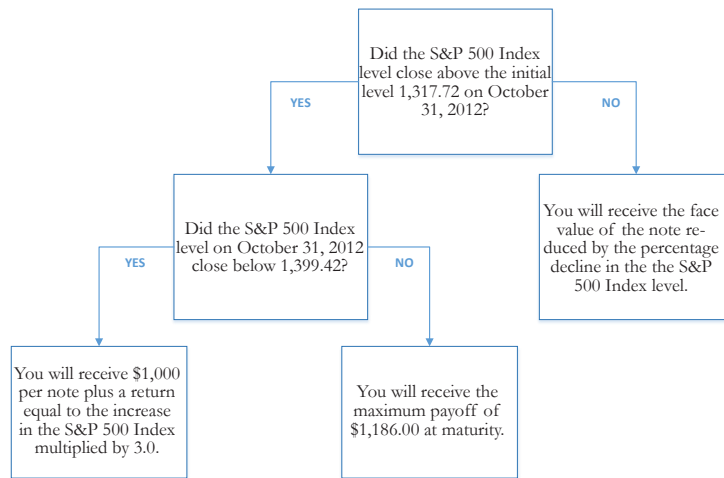 Did the S&P 500 Index
level close above the initial
level 1,317.72 on October
31, 2012?
YES
NO
Did the S&P 500 Index
level on October 31, 2012
close below 1,399.42?
You will receive the face
value of the note re-
duced by the percentage
decline in the the S&P
500 Index level.
YES
NO
You will receive $1,000
per note plus a return
equal to the increase
in the S&P 500 Index
multiplied by 3.0.
You will receive the
maximum payoff of
$1,186.00 at maturity.